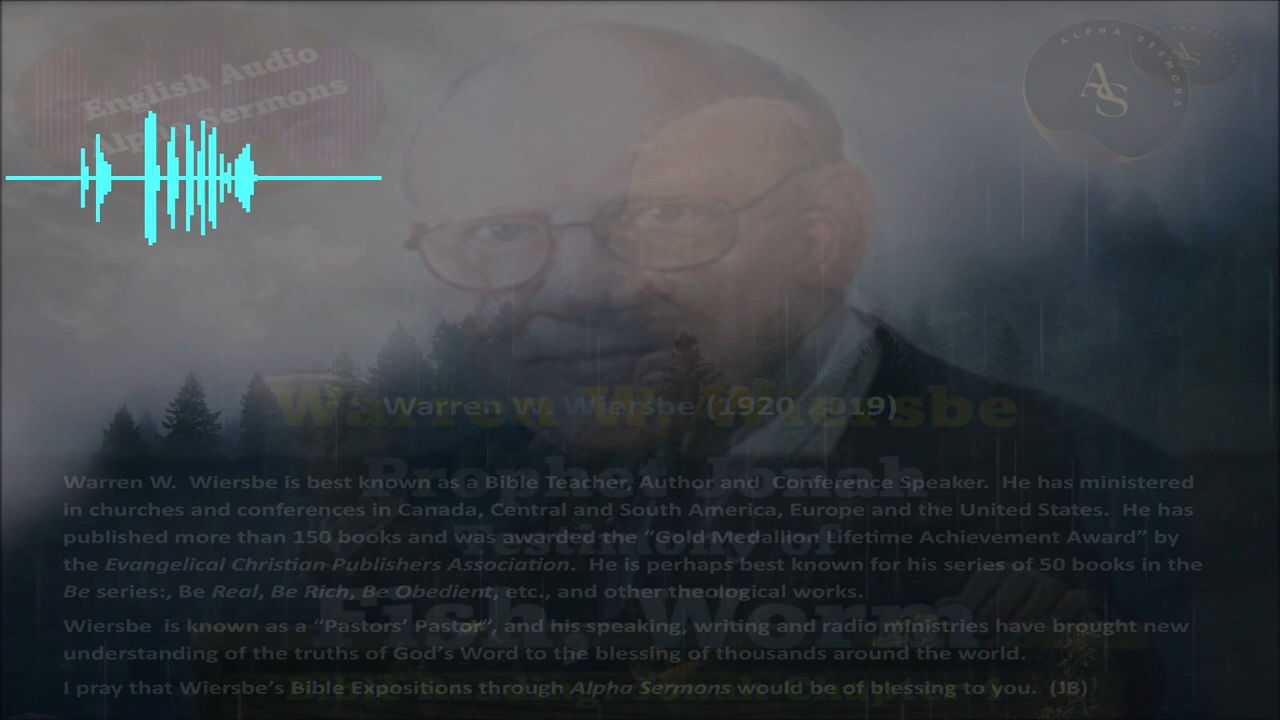 English Audio
Alpha Sermons
ALPHA SERMONS
AS
Warren W. Wiersbe
Warren W. Wiersbe (1920 2019)
Prophet Jonah
Warren W.  Wiersbe is best known as a Bible Teacher, Author and  Conference Speaker.  He has ministered
in churches and conferences in Canada, Central and South America, Europe and the United States.  He has
Testimony of
published more than 150 books and was awarded the “Gold Medallion Lifetime Achievement Award” by
the Evangelical Christian Publishers Association.  He is perhaps best known for his series of 50 books in the
Be series:, Be Real, Be Rich, Be Obedient, etc., and other theological works.
Fish, Worm
Wiersbe  is known as a “Pastors’ Pastor”, and his speaking, writing and radio ministries have brought new
understanding of the truths of God’s Word to the blessing of thousands around the world.
I pray that Wiersbe’s Bible Expositions through Alpha Sermons would be of blessing to you.  (JB)